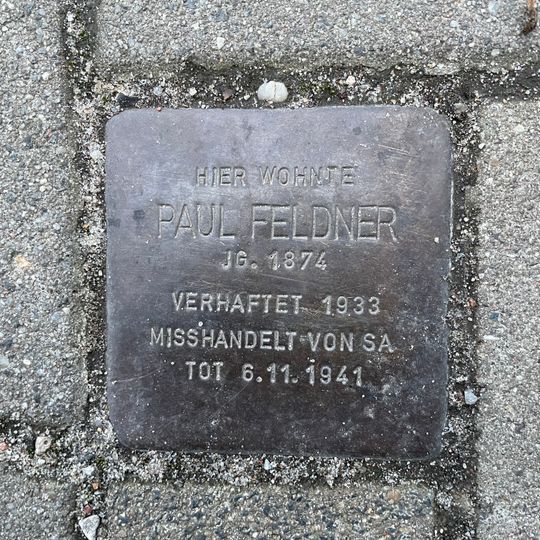 HIER WOHNTE
PAUL FELDNER
JG. 1874
VERHAFTET 1933
MISSHANDELT VON SA
TOT 6.11.1941